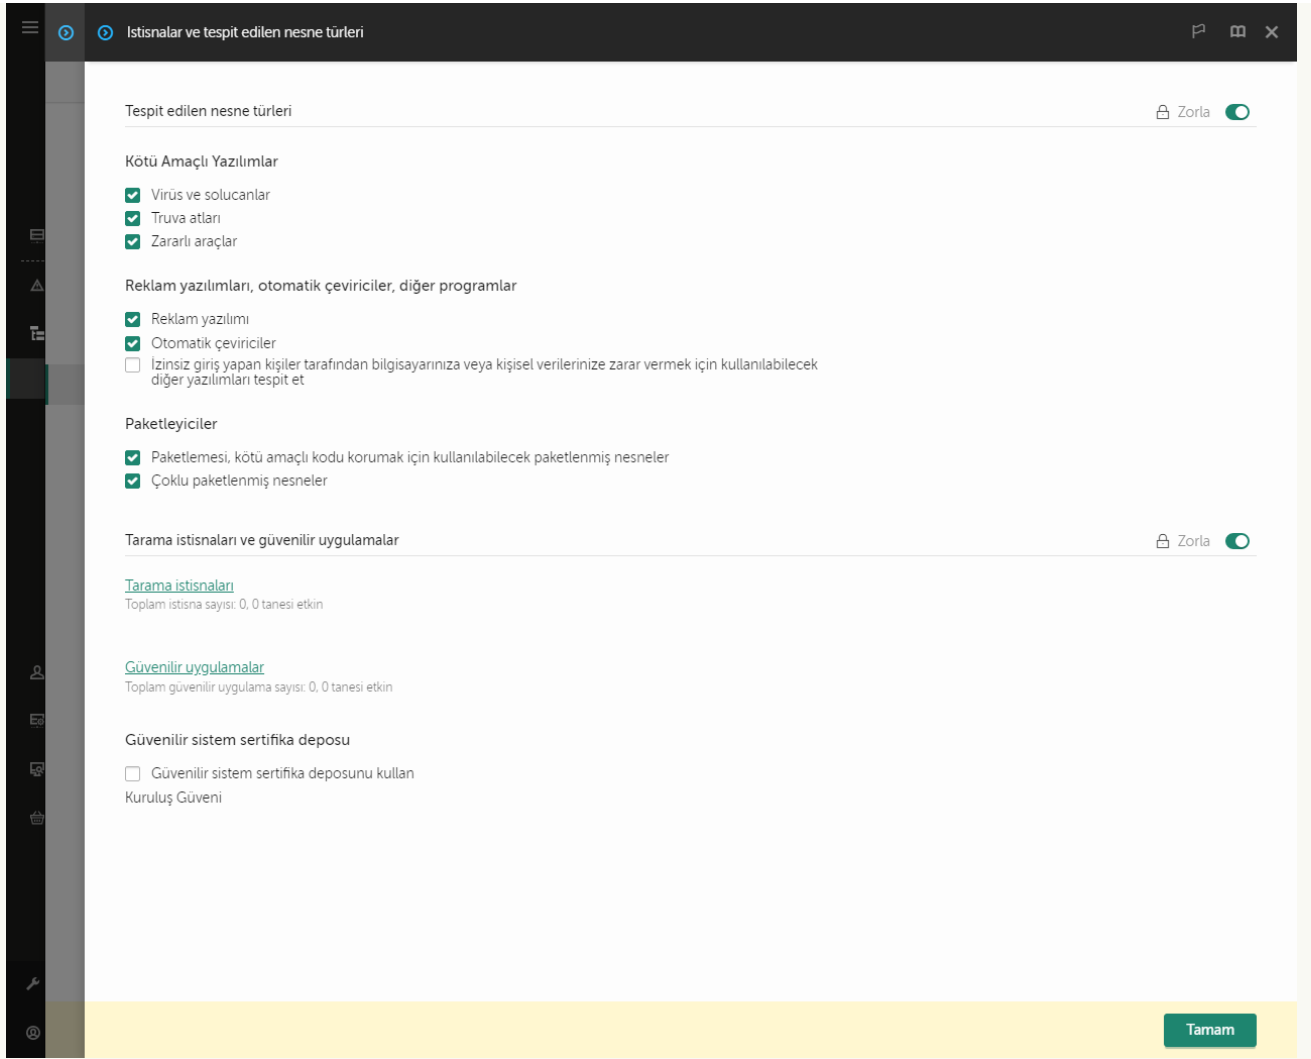 Istisnalar ve tespit edilen nesne türleri
Tespit edilen nesne türleri
Zorla
Kötü Amaçlı Yazılımlar
Virüs ve solucanlar
Truva atları
Zararlı araçlar
Reklam yazılımları, otomatik çeviriciler, diğer programlar
Reklam yazılımı
Otomatik çeviriciler
İzinsiz giriş yapan kişiler tarafından bilgisayarınıza veya kişisel verilerinize zarar vermek için kullanılabilecek
diğer yazılımları tespit et
Paketleyiciler
Paketlemesi, kötü amaçlı kodu korumak için kullanılabilecek paketlenmiş nesneler
Çoklu paketlenmiş nesneler
Tarama istisnaları ve güvenilir uygulamalar
Zorla
Tarama istisnaları
Toplam istisna sayısı: 0, 0 tanesi etkin
Güvenilir uygulamalar
Toplam güvenilir uygulama sayısı: 0, 0 tanesi etkin
Güvenilir sistem sertifika deposu
Güvenilir sistem sertifika deposunu kullan
Kuruluş Güveni
Tamam